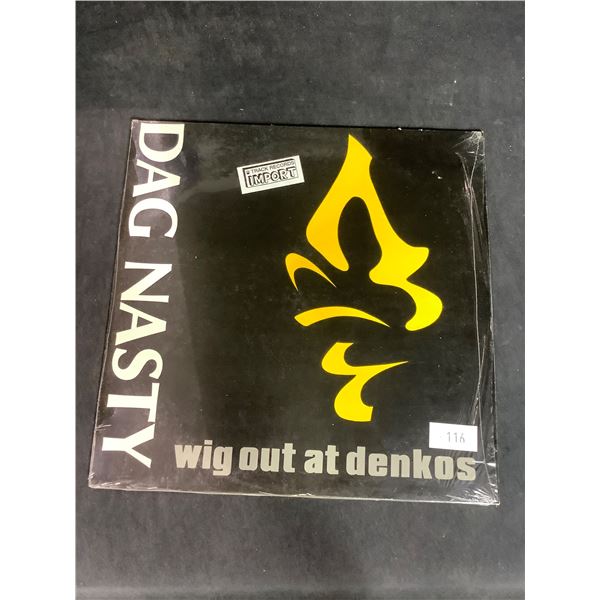 DAG NASTY
TRACK RECORDS
IMPORT
116
wig out at denkos